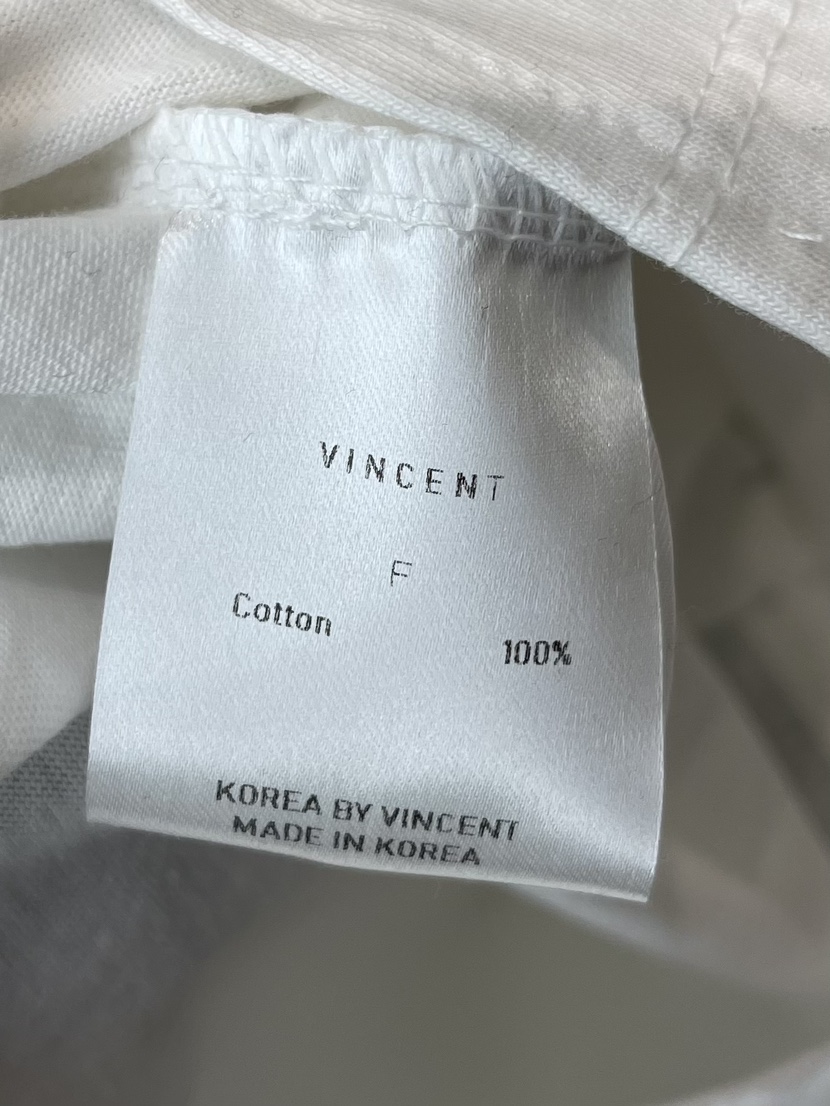 VINCENT
F
Cotton 100%
KOREA BY VINCENT
MADE IN KOREA